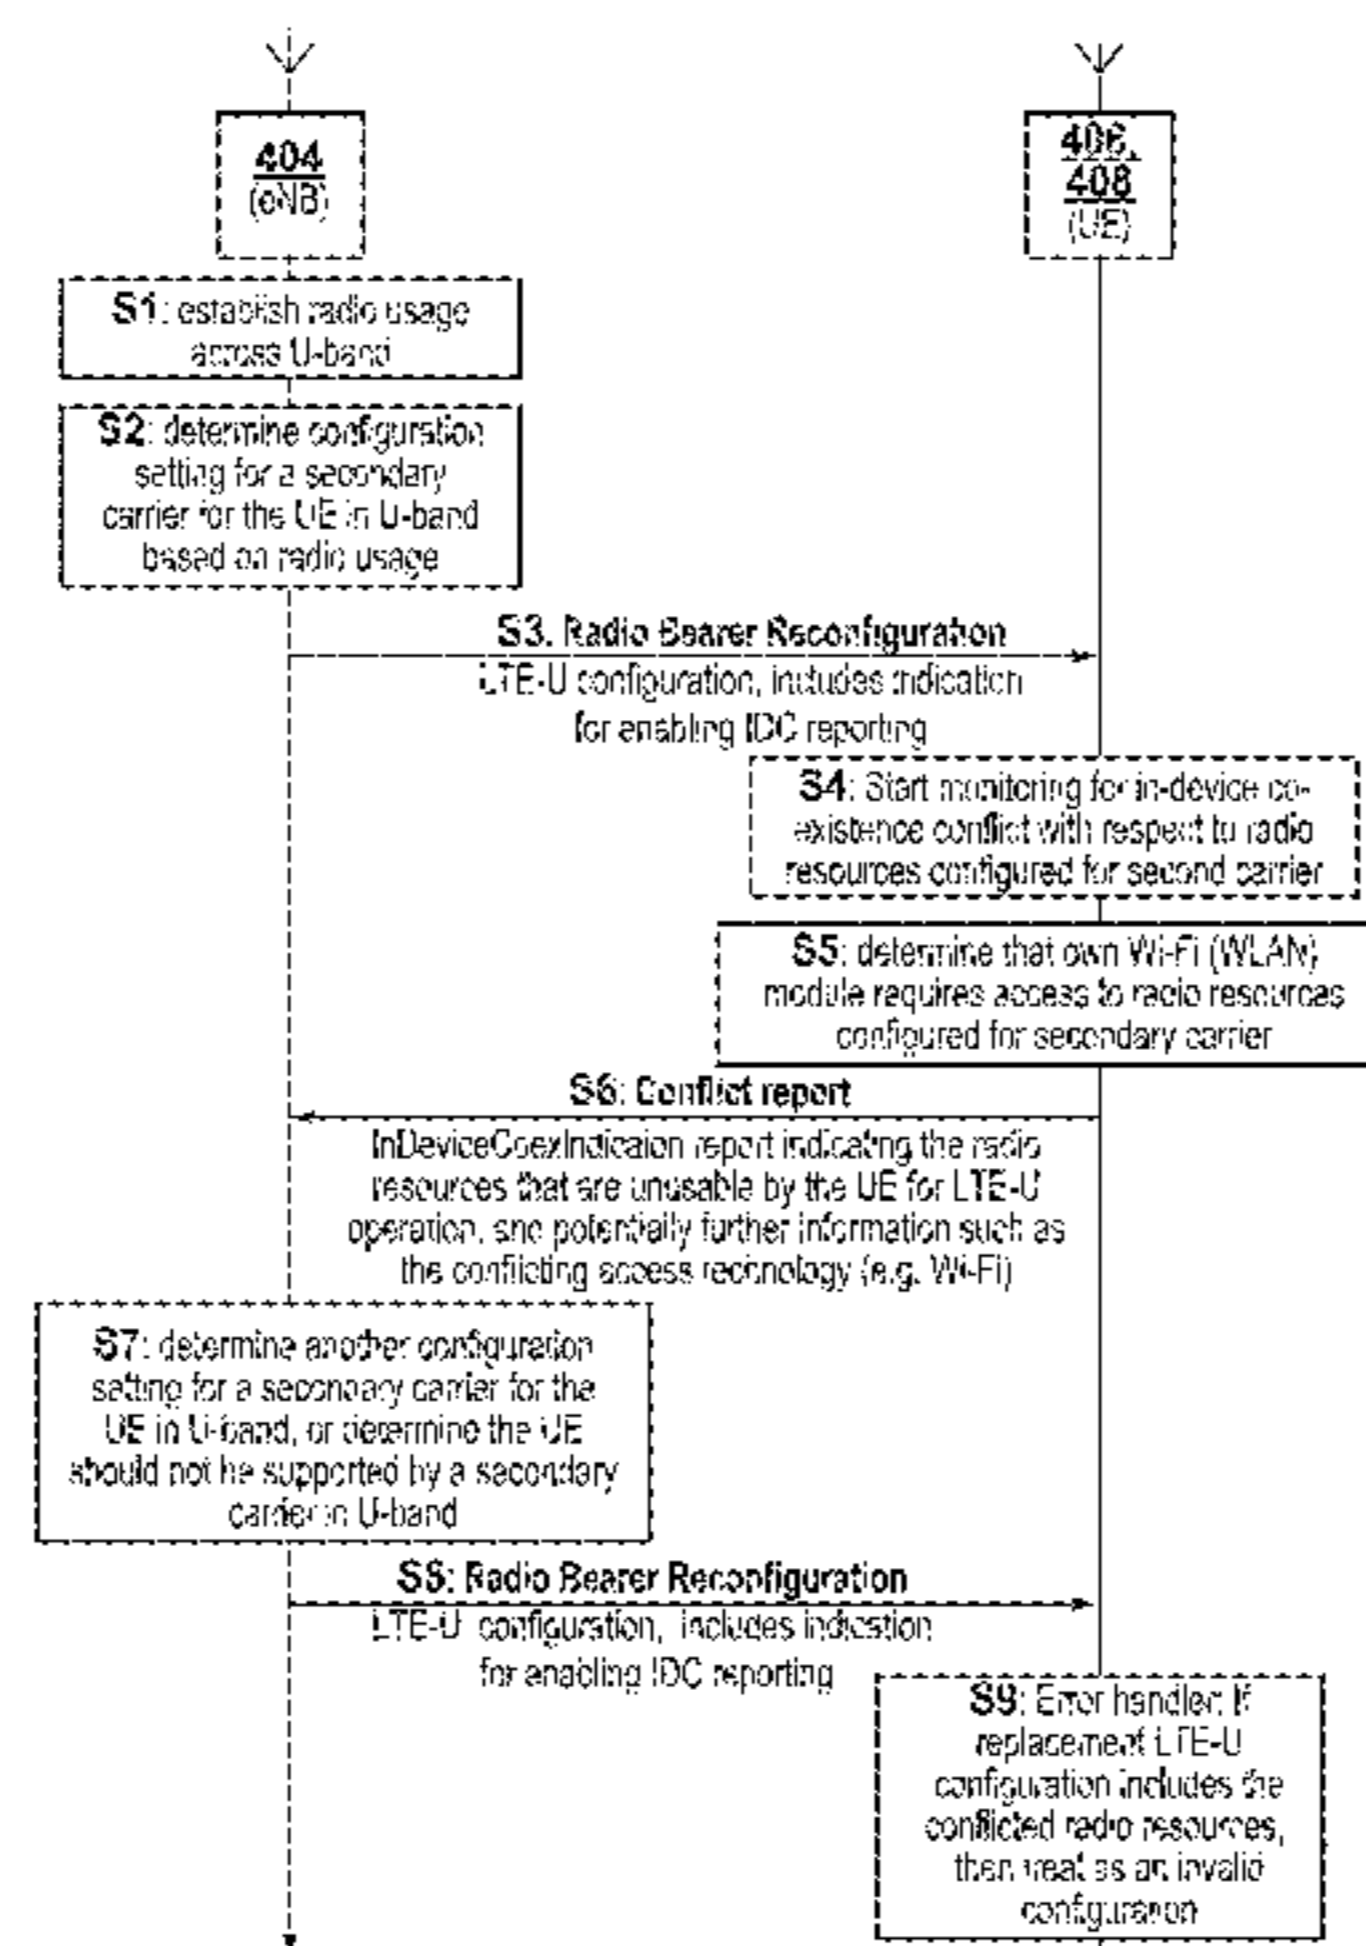 404
(eNB)
406,
408
(UE)
S1: establish radio usage
across U-band
S2: determine configuration
setting for a secondary
carrier for the UE in U-band
based on radio usage
S3. Radio Bearer Reconfiguration
LTE-U configuration, includes indication
for enabling IDC reporting
S4: Start monitoring for in-device co-
existence conflict with respect to radio
resources configured for second carrier
S5: determine that own Wi-Fi (WLAN)
module requires access to radio resources
configured for secondary carrier
S6: Conflict report
InDeviceCoexIndicaion report indicating the radio
resources that are unusable by the UE for LTE-U
operation, and potentially further information such as
the conflicting access technology (e.g. Wi-Fi)
S7: determine another configuration
setting for a secondary carrier for the
UE in U-band, or determine the UE
should not be supported by a secondary
carrier in U-band
S8: Radio Bearer Reconfiguration
LTE-U configuration, includes indication
for enabling IDC reporting
S9: Error handler: If
replacement LTE-U
configuration includes the
conflicted radio resources,
then treat as an invalid
configuration